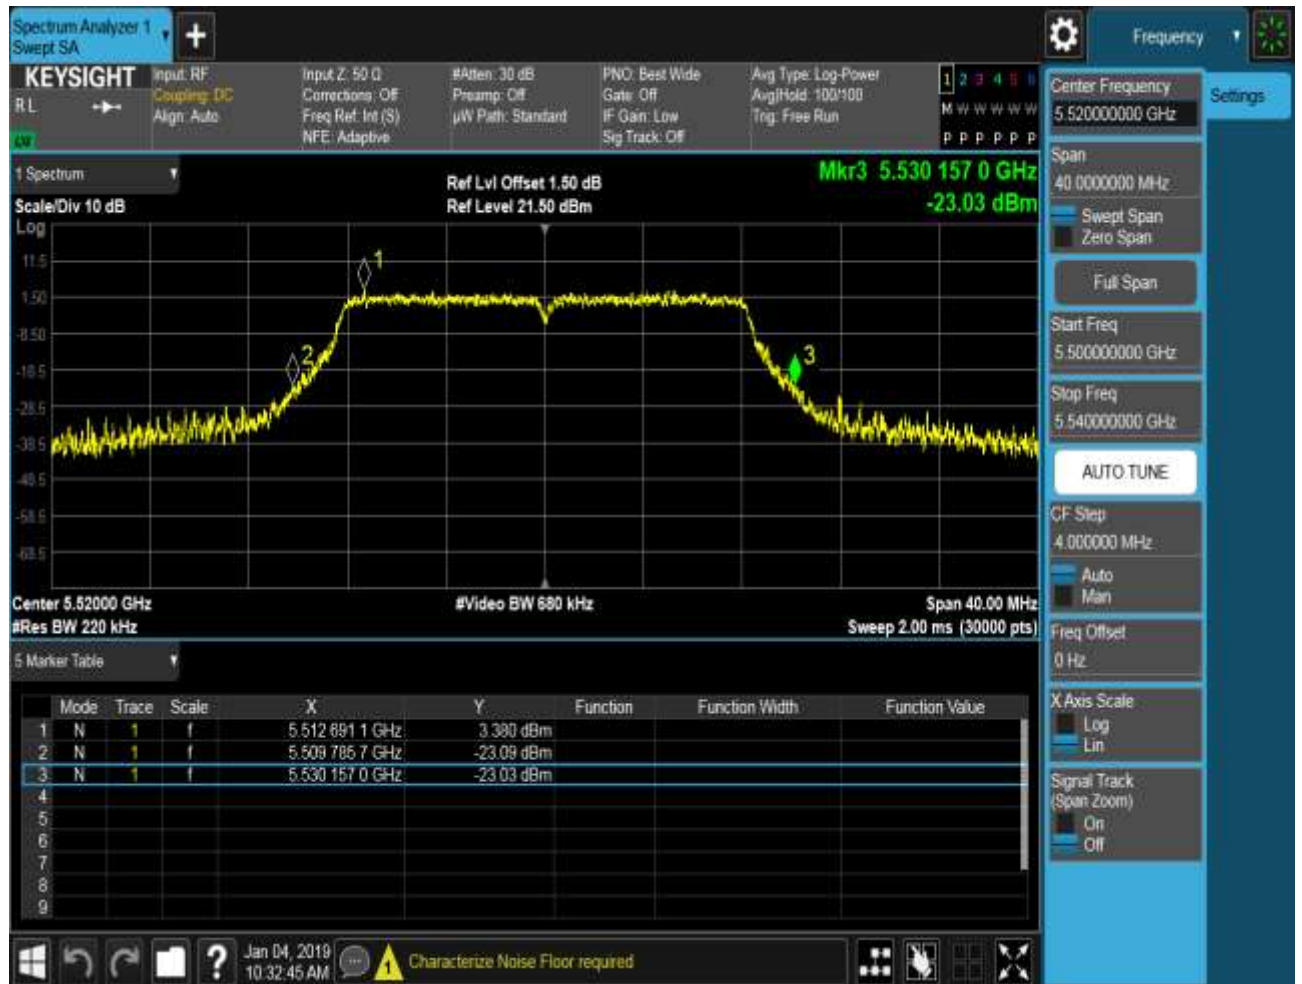 Spectrum Analyzer 1
Swept SA
+
Frequency
KEYSIGHT
RL
Input: RF
Coupling: DC
Align: Auto
Input Z: 50 Ω
Corrections: Off
Freq Ref: Int (S)
NFE: Adaptive
#Atten: 30 dB
Preamp: Off
µW Path: Standard
PNO: Best Wide
Gate: Off
IF Gain: Low
Sig Track: Off
Avg Type: Log-Power
Avg|Hold: 100/100
Trig: Free Run
1 2 3 4 5 6
M W W W W W
P P P P P P
1 Spectrum
Scale/Div 10 dB
Log
Ref Lvl Offset 1.50 dB
Ref Level 21.50 dBm
Mkr3 5.530 157 0 GHz
-23.03 dBm
11.5
1.50
-8.50
-18.5
-28.5
-38.5
-48.5
-58.5
-68.5
1
2
3
Center 5.52000 GHz
#Res BW 220 kHz
#Video BW 680 kHz
Span 40.00 MHz
Sweep 2.00 ms (30000 pts)
5 Marker Table
Mode Trace Scale X Y Function Function Width Function Value
1 N 1 f 5.512 691 1 GHz 3.380 dBm
2 N 1 f 5.509 785 7 GHz -23.09 dBm
3 N 1 f 5.530 157 0 GHz -23.03 dBm
4
5
6
7
8
9
Jan 04, 2019
10:32:45 AM
?
1
Characterize Noise Floor required
Settings
Center Frequency
5.520000000 GHz
Span
40.0000000 MHz
Swept Span
Zero Span
Full Span
Start Freq
5.500000000 GHz
Stop Freq
5.540000000 GHz
AUTO TUNE
CF Step
4.000000 MHz
Auto
Man
Freq Offset
0 Hz
X Axis Scale
Log
Lin
Signal Track
(Span Zoom)
On
Off